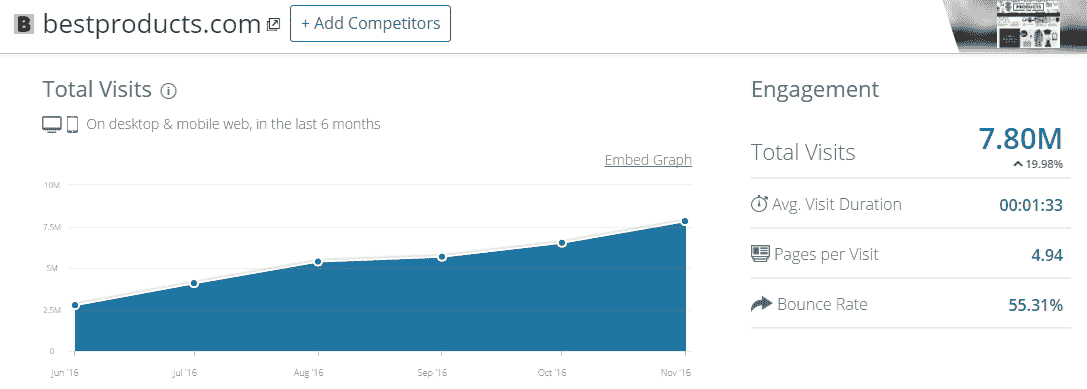 B bestproducts.com + Add Competitors
PRODUCTS
Total Visits
On desktop & mobile web, in the last 6 months
Embed Graph
10M
7.5M
5M
2.5M
0
Jun '16 Jul '16 Aug '16 Sep '16 Oct '16 Nov '16
Engagement
Total Visits 7.80M
19.98%
Avg. Visit Duration 00:01:33
Pages per Visit 4.94
Bounce Rate 55.31%